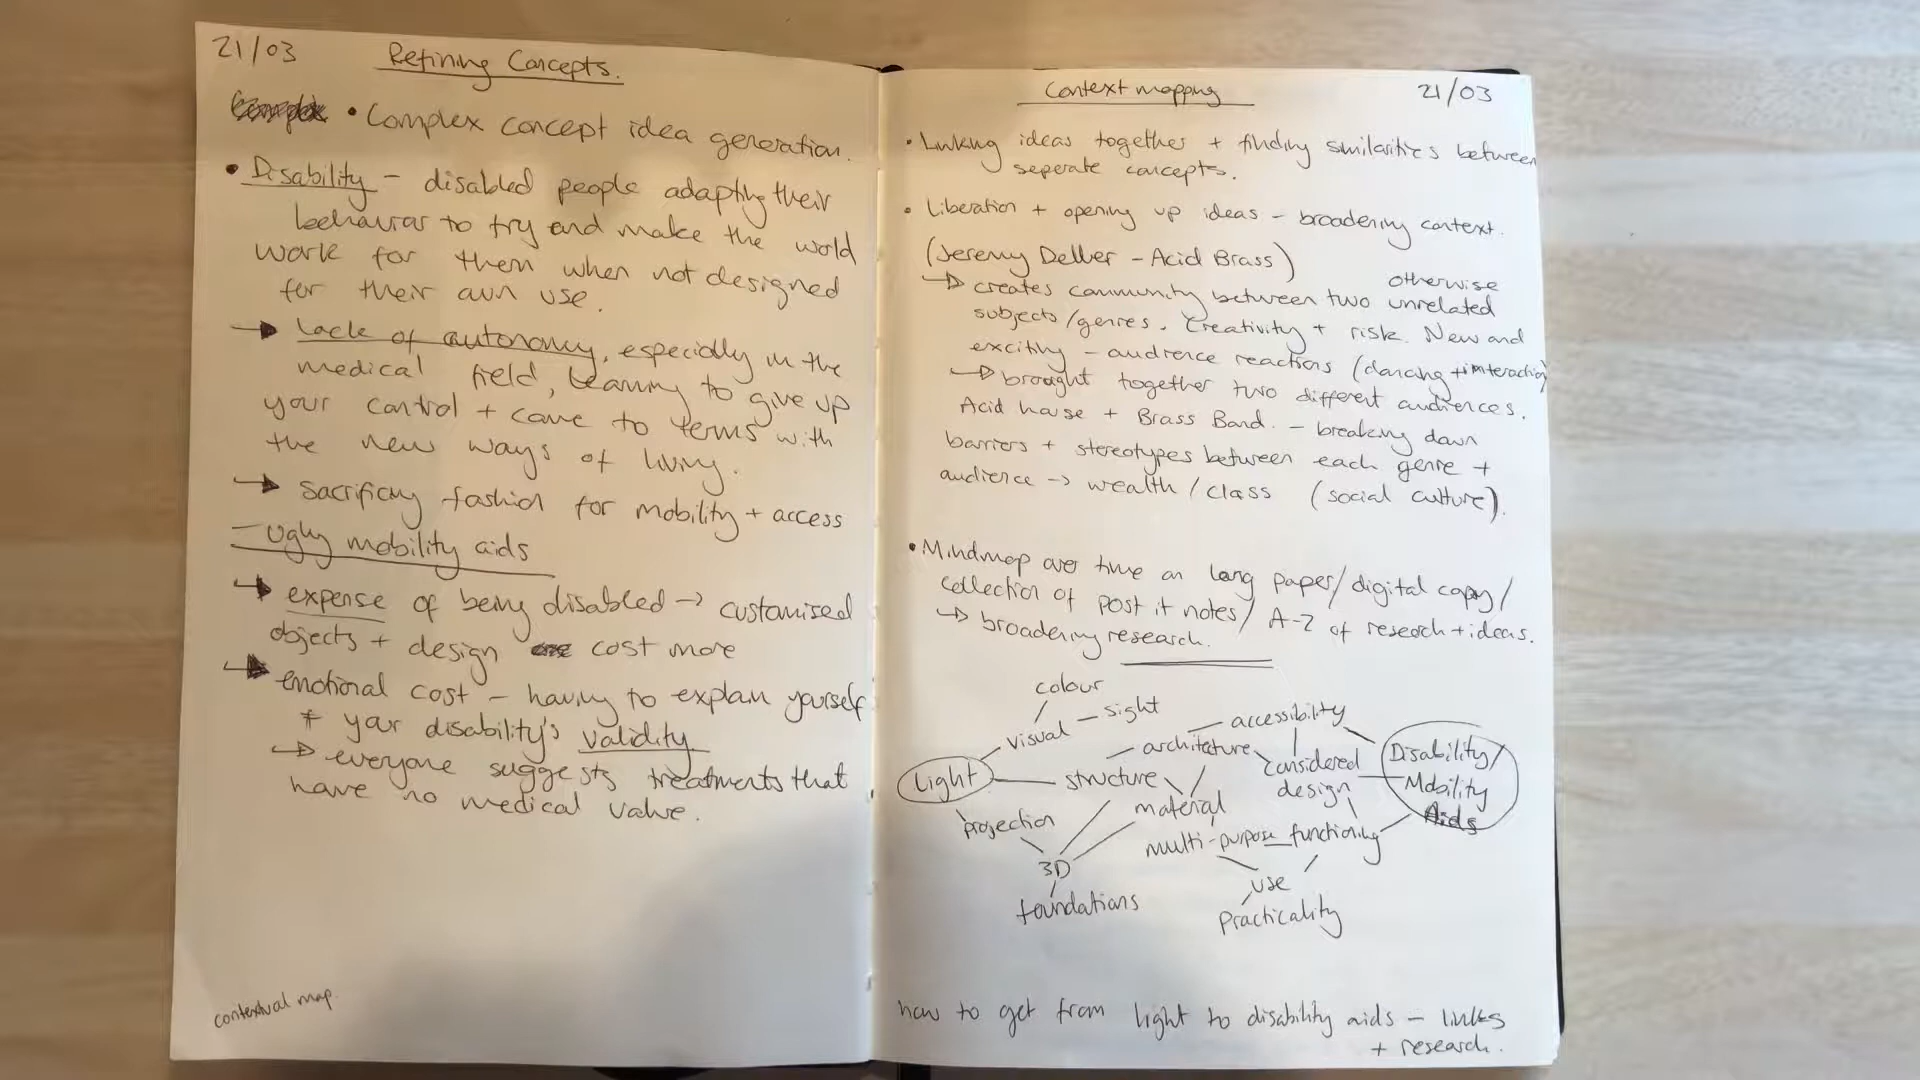 21/03 Refining Concepts.
• Complex concept idea generation.
• Disability – disabled people adapting their
behaviour to try and make the world
work for them when not designed
for their own use.
→ lack of autonomy, especially in the
medical field, learning to give up
your control + come to terms with
the new ways of living.
→ sacrificing fashion for mobility + access
– Ugly mobility aids
→ expense of being disabled → customised
objects + design cost more
→ emotional cost – having to explain yourself
+ your disability's validity
→ everyone suggests treatments that
have no medical value.
contextual map.
Context mapping 21/03
• Linking ideas together + finding similarities between
seperate concepts.
• Liberation + opening up ideas – broadening context.
(Jeremy Deller – Acid Brass)
otherwise
→ creates community between two unrelated
subjects/genres. Creativity + risk. New and
exciting – audience reactions (dancing + interaction)
→ brought together two different audiences.
Acid house + Brass Band. – breaking down
barriers + stereotypes between each genre +
audience → wealth/class (social culture).
• Mindmap over time on long paper/digital copy/
collection of post it notes/ A-Z of research + ideas.
→ broadening research.
colour
visual – sight
accessibility
architecture
Light
structure
considered
design
Disability/
Mobility
Aids
material
projection
multi-purpose
functioning
3D
use
foundations
Practicality
how to get from light to disability aids – links
+ research.